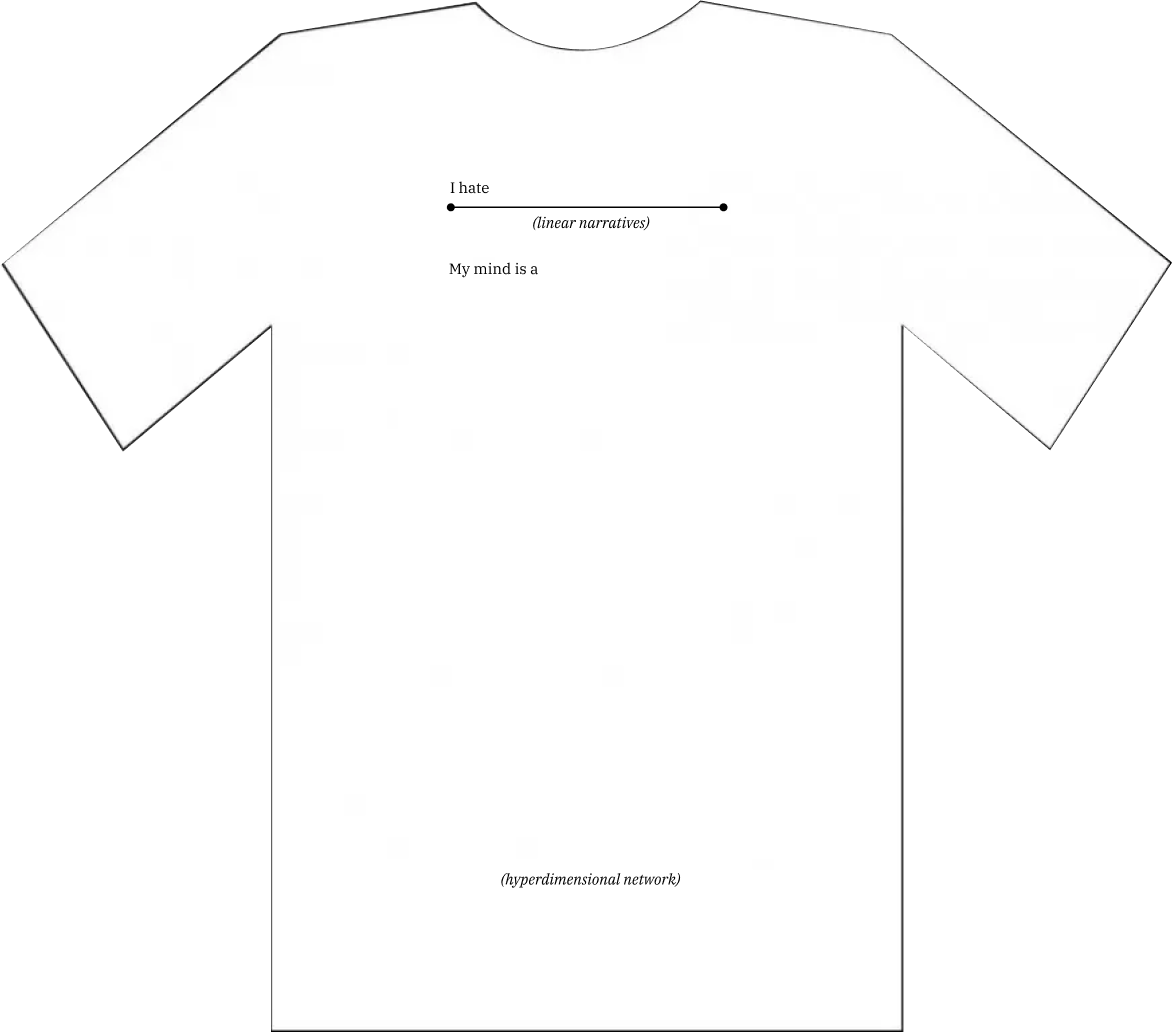 I hate
(linear narratives)
My mind is a
(hyperdimensional network)